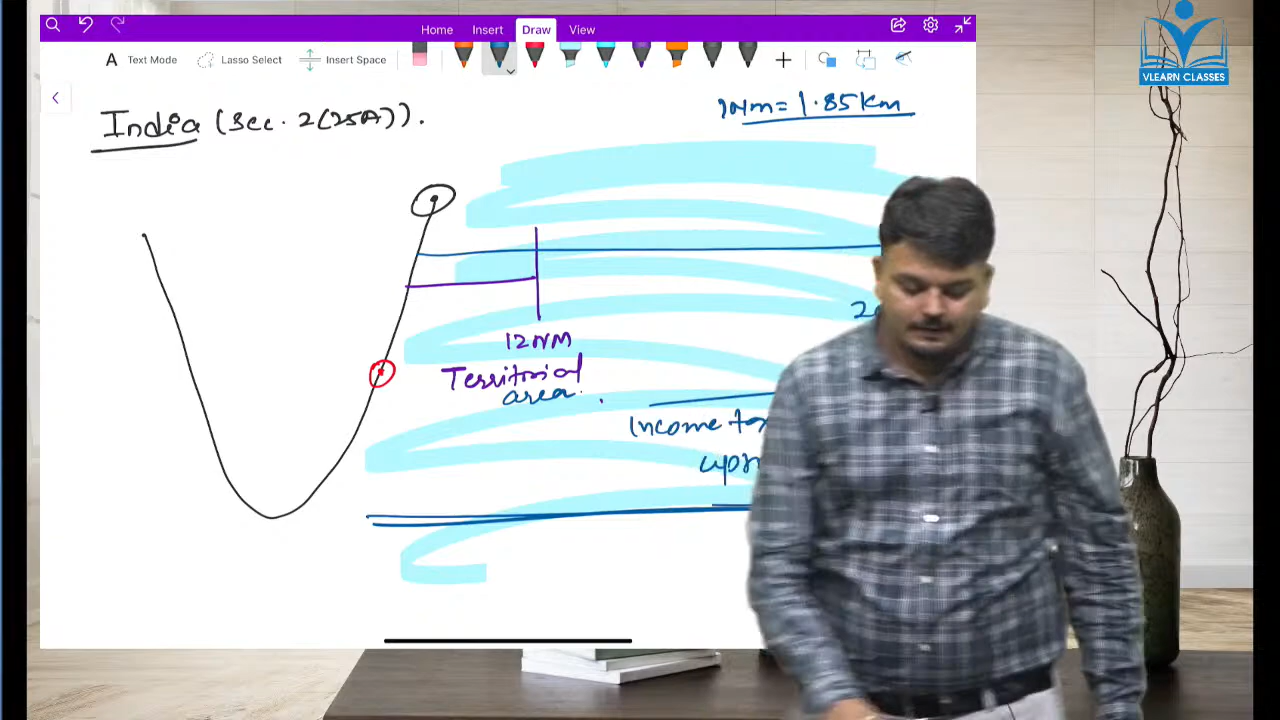 Home Insert Draw View
VLEARN CLASSES
A Text Mode Lasso Select Insert Space
1Nm = 1.85Km
India (Sec. 2(25A)).
12NM
Territorial
area.
Income